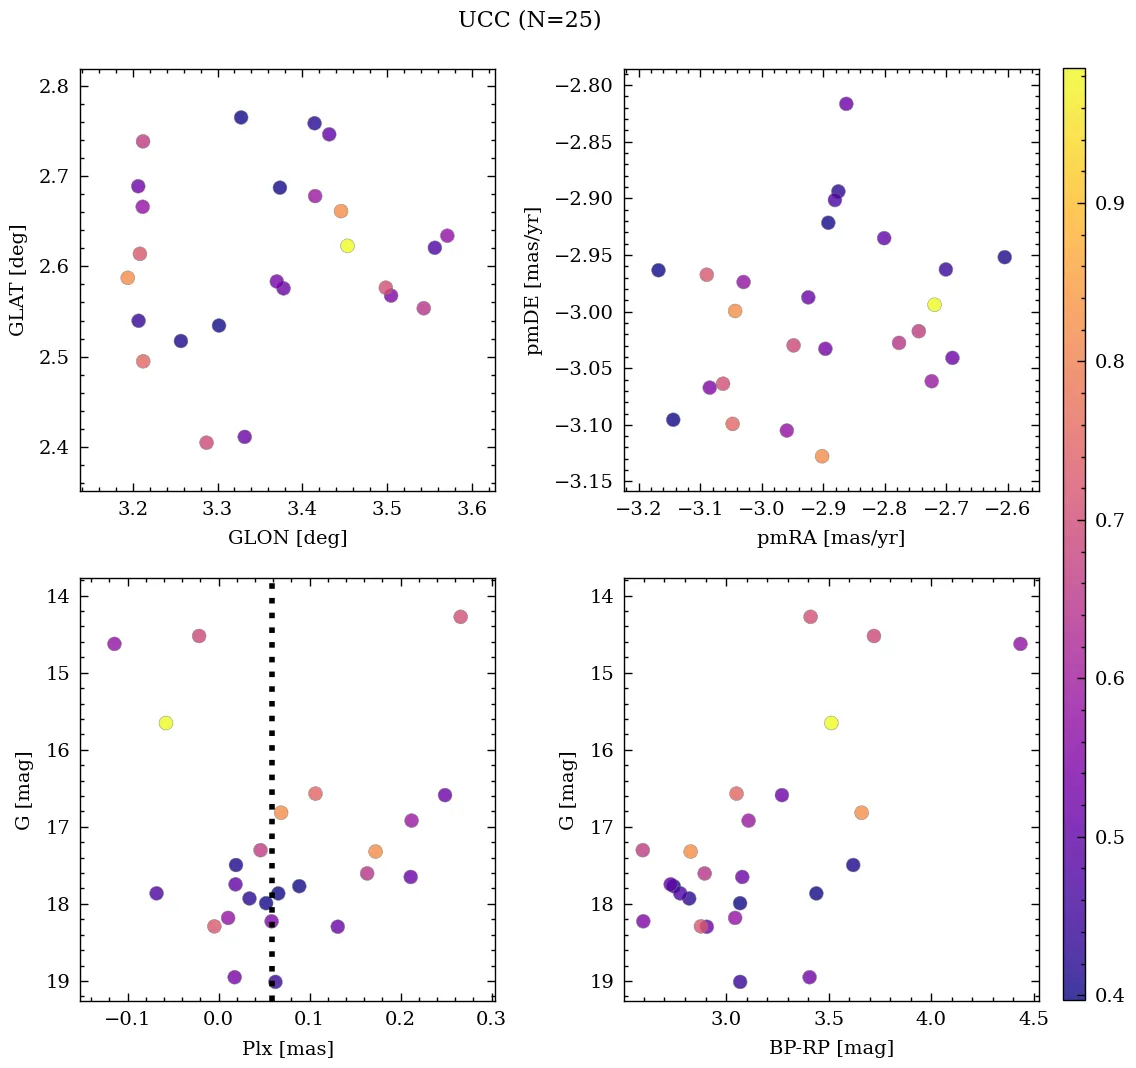 UCC (N=25)
2.8
2.7
2.6
2.5
2.4
GLAT [deg]
3.2 3.3 3.4 3.5 3.6
GLON [deg]
−2.80
−2.85
−2.90
−2.95
−3.00
−3.05
−3.10
−3.15
pmDE [mas/yr]
−3.2 −3.1 −3.0 −2.9 −2.8 −2.7 −2.6
pmRA [mas/yr]
14
15
16
17
18
19
G [mag]
−0.1 0.0 0.1 0.2 0.3
Plx [mas]
14
15
16
17
18
19
G [mag]
3.0 3.5 4.0 4.5
BP-RP [mag]
0.9
0.8
0.7
0.6
0.5
0.4